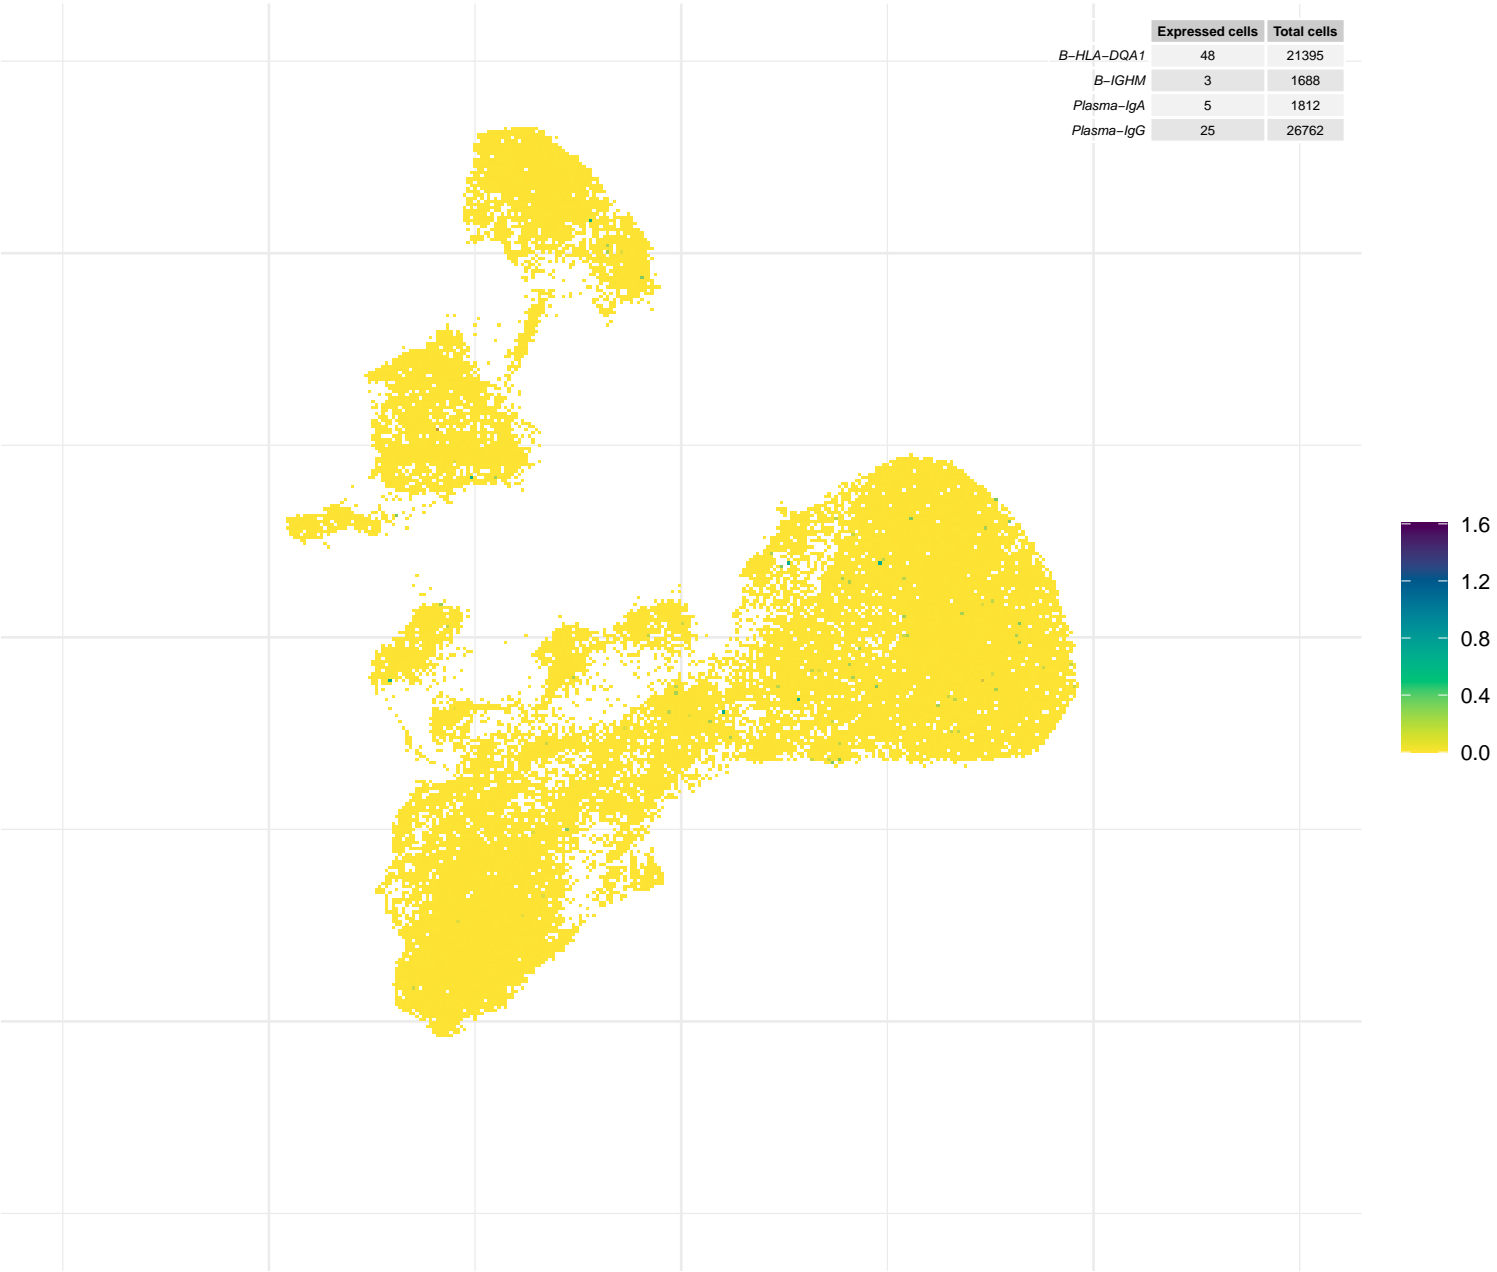 Expressed cells Total cells
B−HLA−DQA1 48 21395
B−IGHM 3 1688
Plasma−IgA 5 1812
Plasma−IgG 25 26762
1.6
1.2
0.8
0.4
0.0